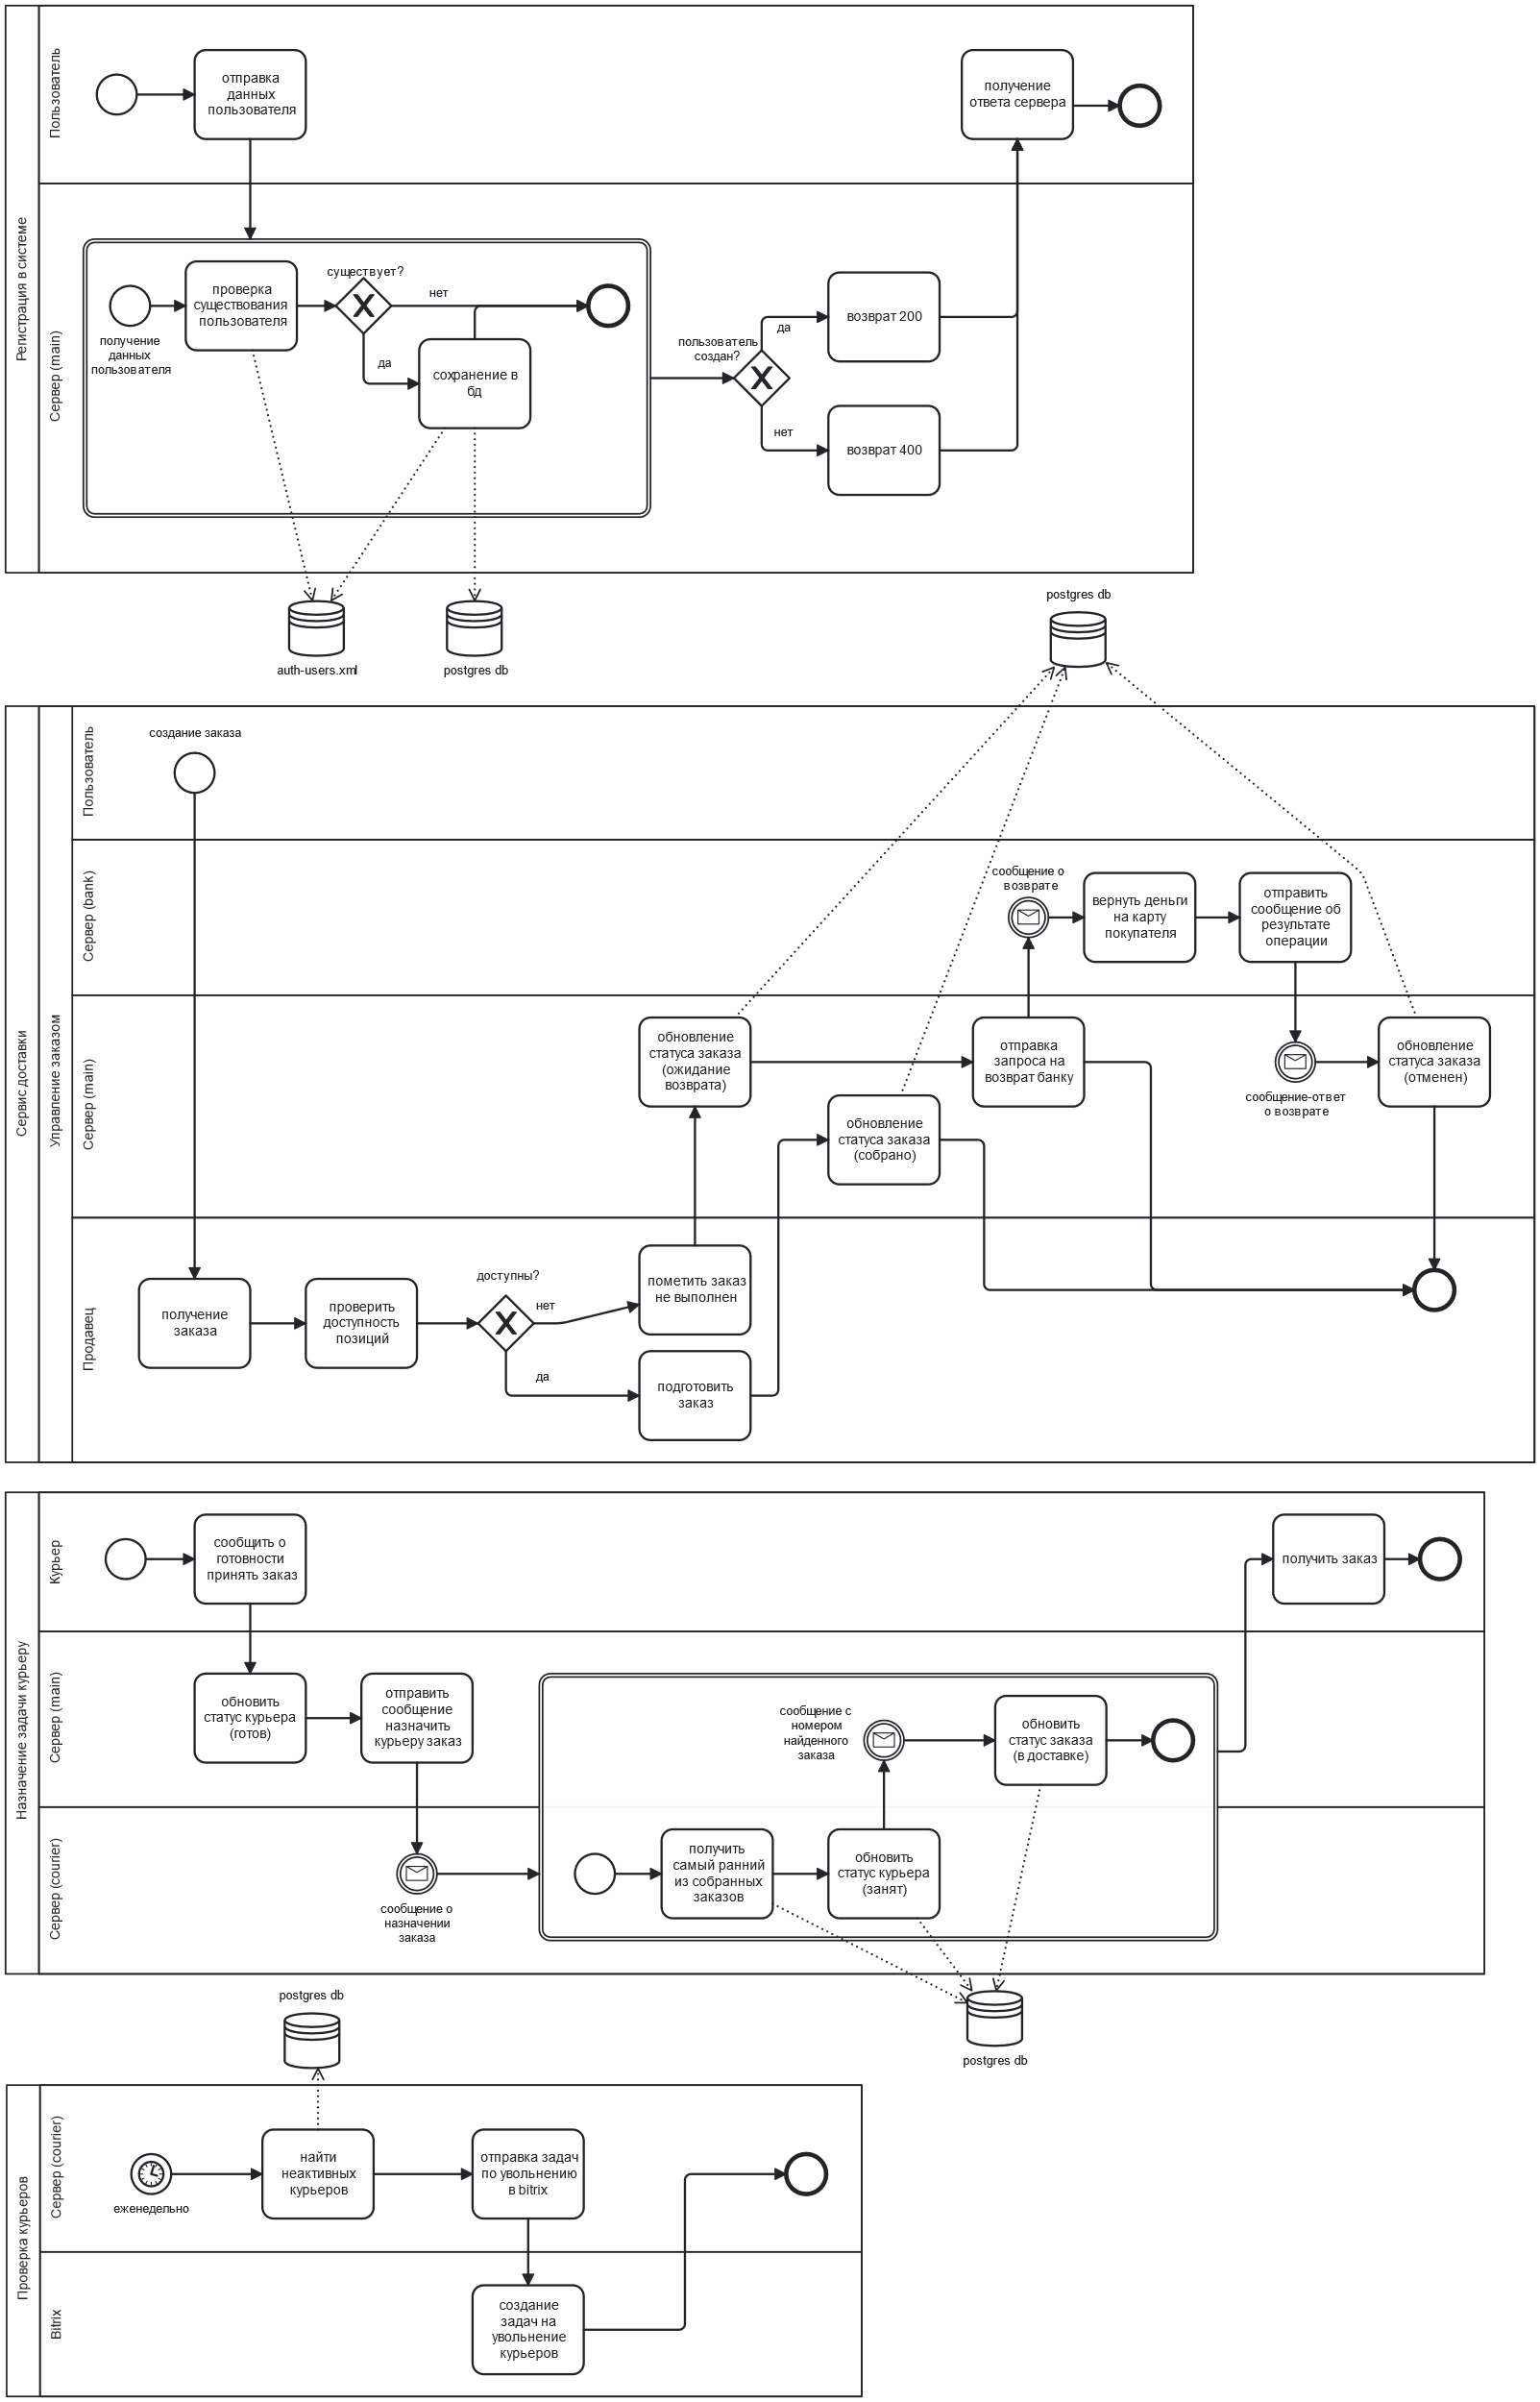 Регистрация в системе
Пользователь
отправка
данных
пользователя
получение
ответа сервера
Сервер (main)
получение
данных
пользователя
проверка
существования
пользователя
существует?
нет
да
сохранение в
бд
пользователь
создан?
да
возврат 200
нет
возврат 400
auth-users.xml
postgres db
postgres db
Сервис доставки
Управление заказом
Пользователь
создание заказа
Сервер (bank)
сообщение о
возврате
вернуть деньги
на карту
покупателя
отправить
сообщение об
результате
операции
Сервер (main)
обновление
статуса заказа
(ожидание
возврата)
обновление
статуса заказа
(собрано)
отправка
запроса на
возврат банку
сообщение-ответ
о возврате
обновление
статуса заказа
(отменен)
Продавец
получение
заказа
проверить
доступность
позиций
доступны?
нет
да
пометить заказ
не выполнен
подготовить
заказ
Назначение задачи курьеру
Курьер
сообщить о
готовности
принять заказ
получить заказ
Сервер (main)
обновить
статус курьера
(готов)
отправить
сообщение
назначить
курьеру заказ
сообщение с
номером
найденного
заказа
обновить
статус заказа
(в доставке)
Сервер (courier)
сообщение о
назначении
заказа
получить
самый ранний
из собранных
заказов
обновить
статус курьера
(занят)
postgres db
postgres db
Проверка курьеров
Сервер (courier)
еженедельно
найти
неактивных
курьеров
отправка задач
по увольнению
в bitrix
Bitrix
создание
задач на
увольнение
курьеров